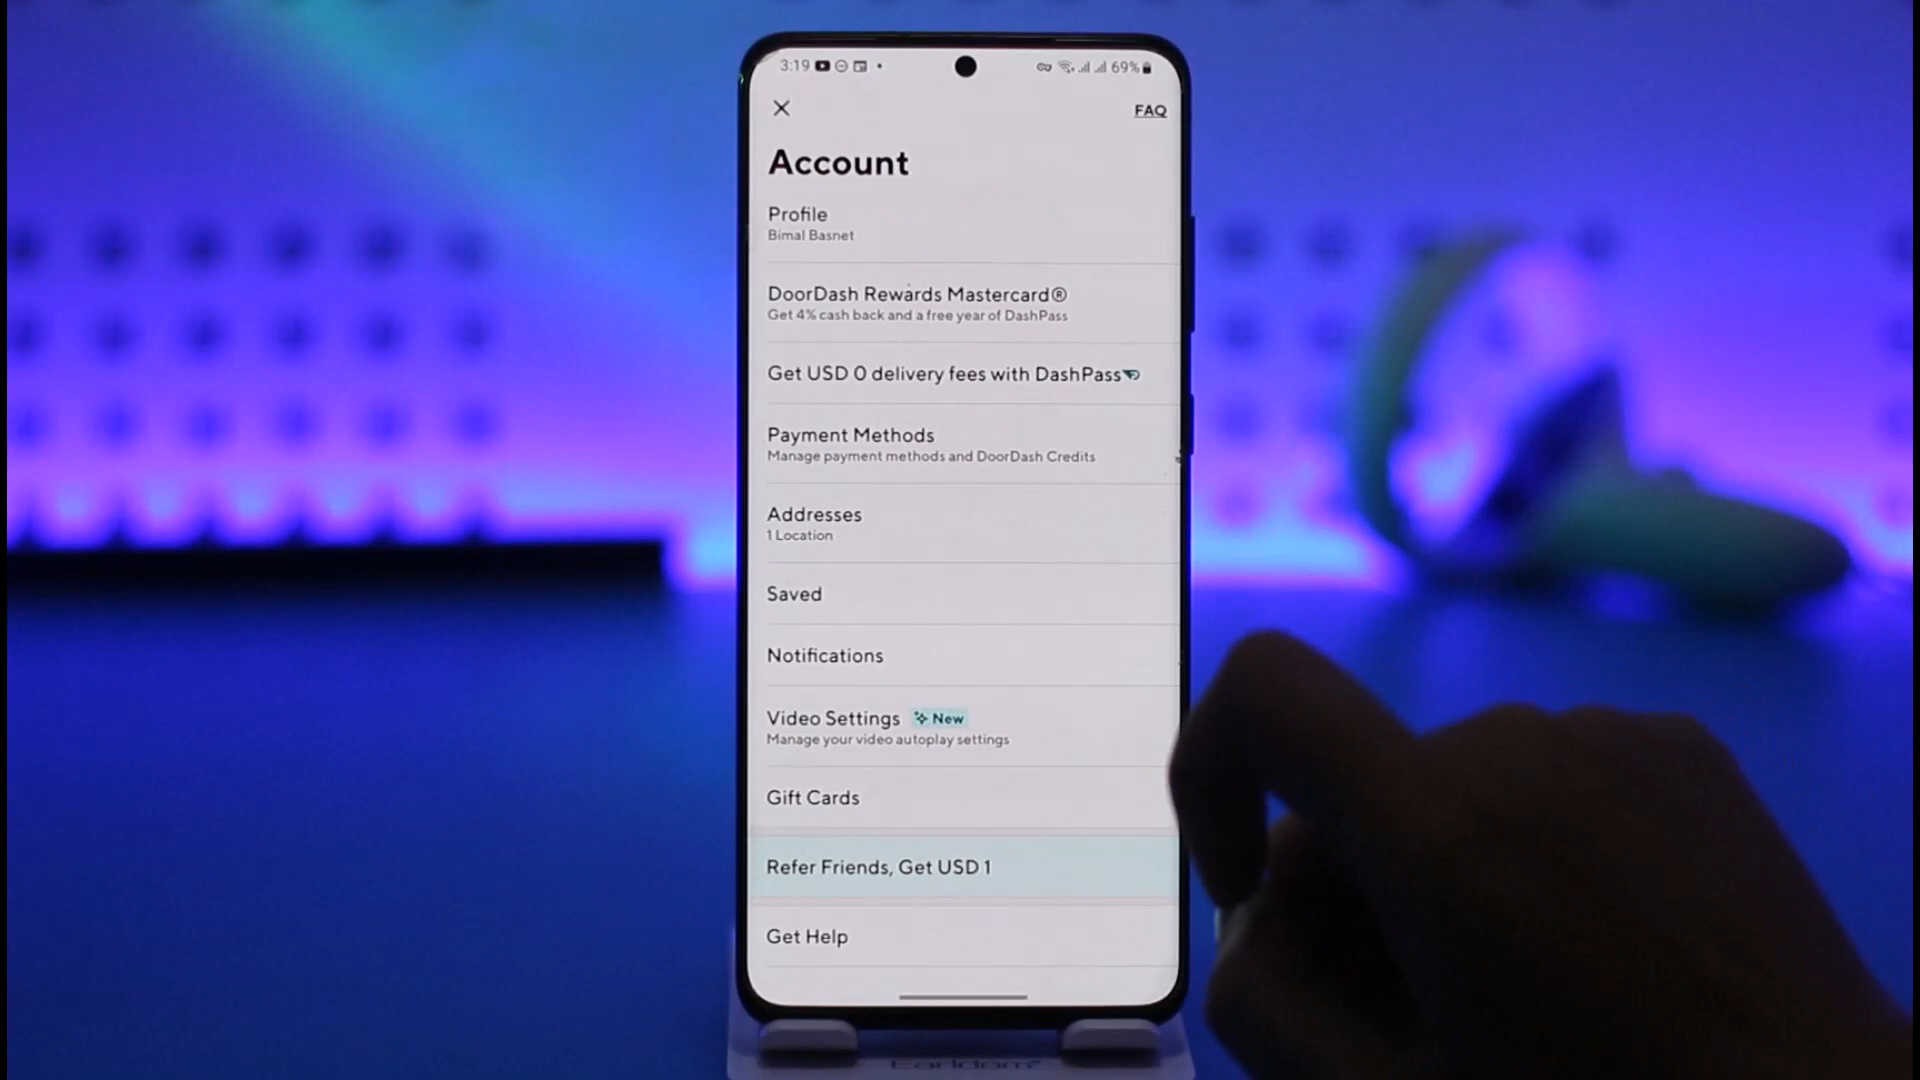 3:19 69%
FAQ
Account
Profile
Bimal Basnet
DoorDash Rewards Mastercard®
Get 4% cash back and a free year of DashPass
Get USD 0 delivery fees with DashPass
Payment Methods
Manage payment methods and DoorDash Credits
Addresses
1 Location
Saved
Notifications
Video Settings New
Manage your video autoplay settings
Gift Cards
Refer Friends, Get USD 1
Get Help